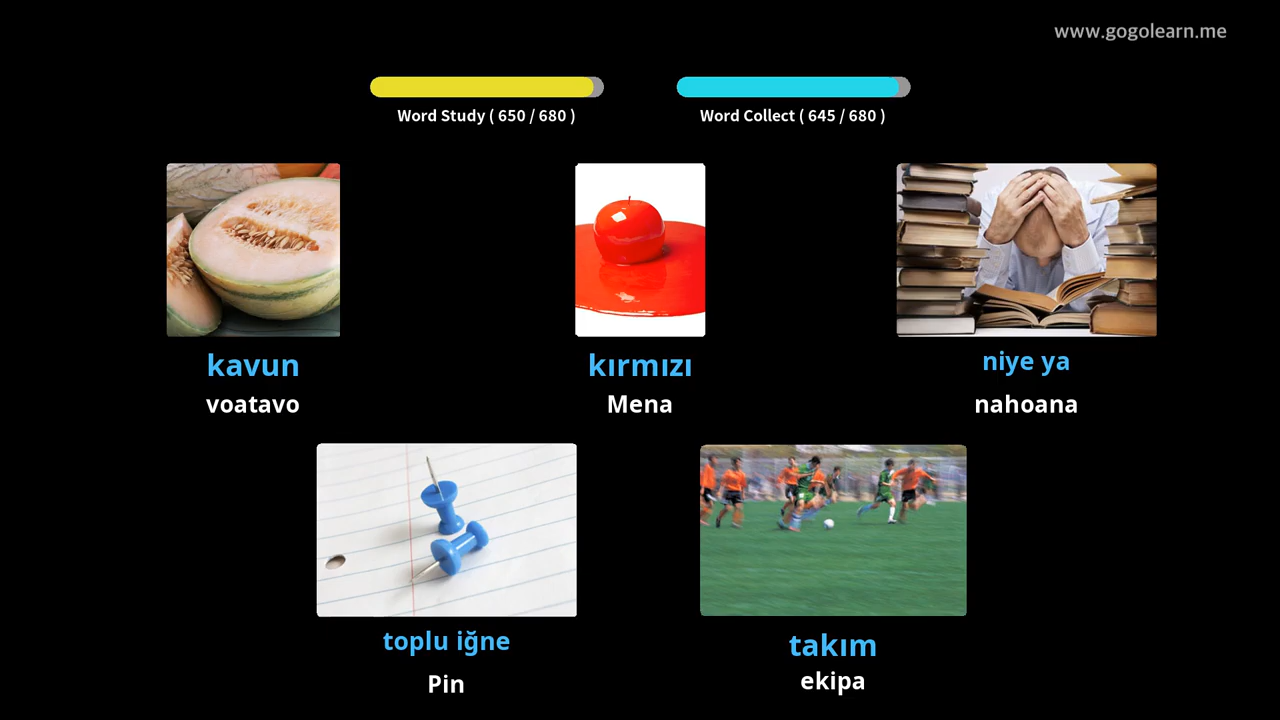 www.gogolearn.me
Word Study ( 650 / 680 )
Word Collect ( 645 / 680 )
kavun
voatavo
kırmızı
Mena
niye ya
nahoana
toplu iğne
Pin
takım
ekipa